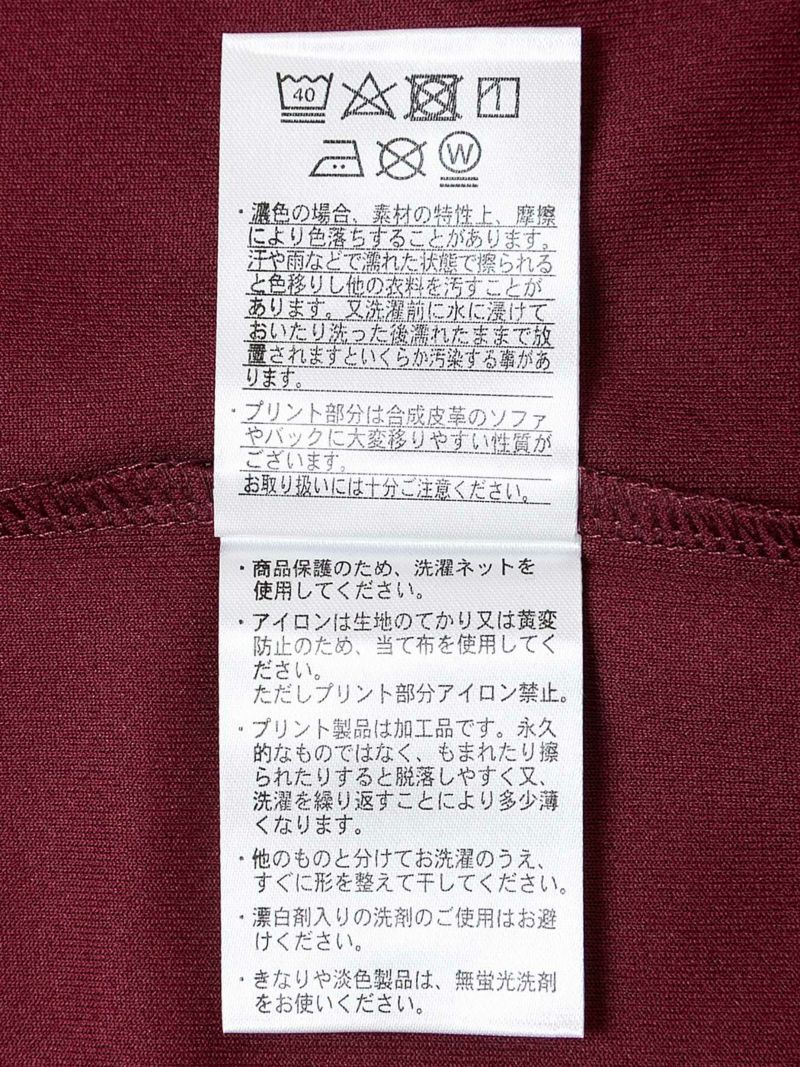 40
W
・濃色の場合、素材の特性上、摩擦
により色落ちすることがあります。
汗や雨などで濡れた状態で擦られる
と色移りし他の衣料を汚すことが
あります。又洗濯前に水に浸けて
おいたり洗った後濡れたままで放
置されますといくらか汚染する事があ
ります。
・プリント部分は合成皮革のソファ
やバックに大変移りやすい性質が
ございます。
お取り扱いには十分ご注意ください。
・商品保護のため、洗濯ネットを
使用してください。
・アイロンは生地のてかり又は黄変
防止のため、当て布を使用してく
ださい。
ただしプリント部分アイロン禁止。
・プリント製品は加工品です。永久
的なものではなく、もまれたり擦
られたりすると脱落しやすく又、
洗濯を繰り返すことにより多少薄
くなります。
・他のものと分けてお洗濯のうえ、
すぐに形を整えて干してください。
・漂白剤入りの洗剤のご使用はお避
けください。
・きなりや淡色製品は、無蛍光洗剤
をお使いください。